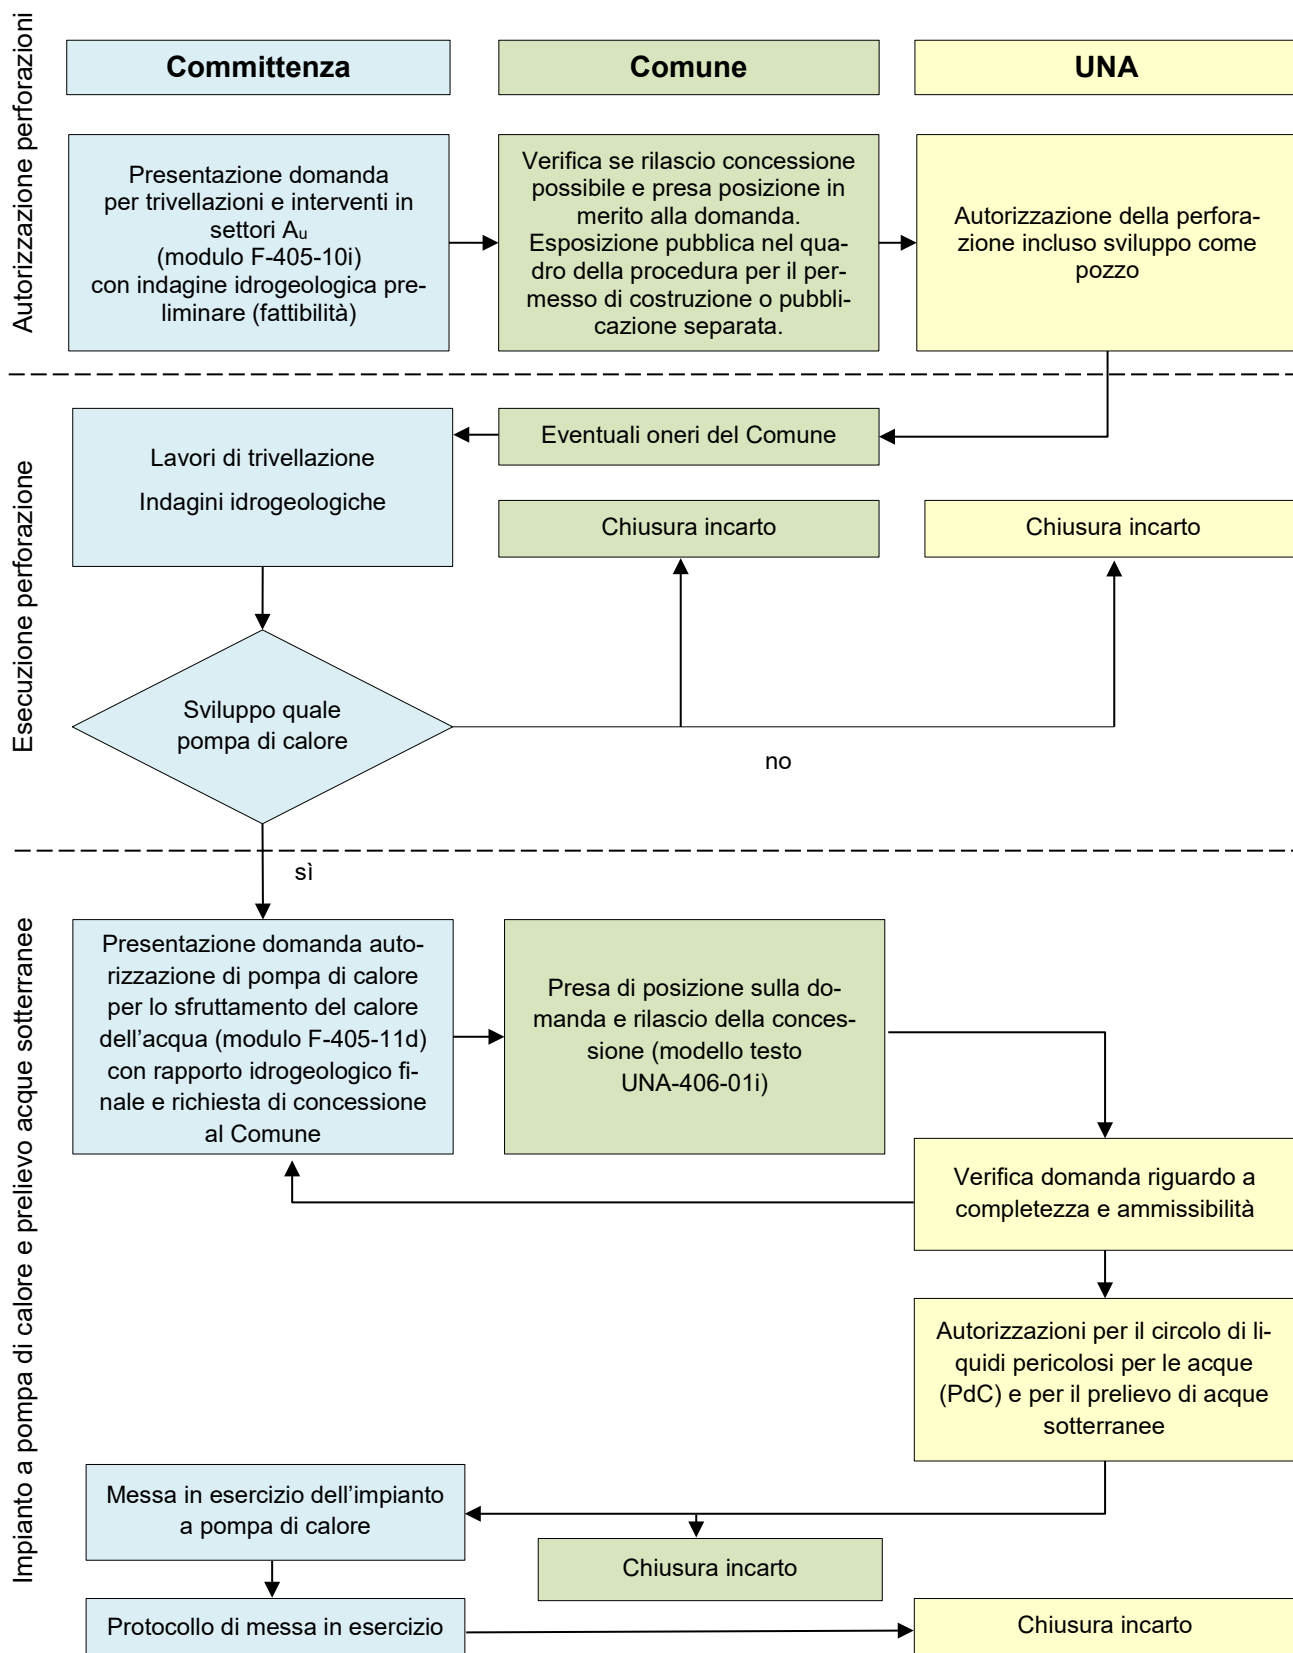 Autorizzazione perforazioni
Committenza
Comune
UNA
Presentazione domanda
per trivellazioni e interventi in
settori Au
(modulo F-405-10i)
con indagine idrogeologica pre-
liminare (fattibilità)
Verifica se rilascio concessione
possibile e presa posizione in
merito alla domanda.
Esposizione pubblica nel qua-
dro della procedura per il per-
messo di costruzione o pubbli-
cazione separata.
Autorizzazione della perfora-
zione incluso sviluppo come
pozzo
Esecuzione perforazione
Lavori di trivellazione
Indagini idrogeologiche
Eventuali oneri del Comune
Chiusura incarto
Chiusura incarto
Sviluppo quale
pompa di calore
no
sì
Impianto a pompa di calore e prelievo acque sotterranee
Presentazione domanda auto-
rizzazione di pompa di calore
per lo sfruttamento del calore
dell’acqua (modulo F-405-11d)
con rapporto idrogeologico fi-
nale e richiesta di concessione
al Comune
Presa di posizione sulla do-
manda e rilascio della conces-
sione (modello testo
UNA-406-01i)
Verifica domanda riguardo a
completezza e ammissibilità
Autorizzazioni per il circolo di li-
quidi pericolosi per le acque
(PdC) e per il prelievo di acque
sotterranee
Messa in esercizio dell’impianto
a pompa di calore
Chiusura incarto
Protocollo di messa in esercizio
Chiusura incarto